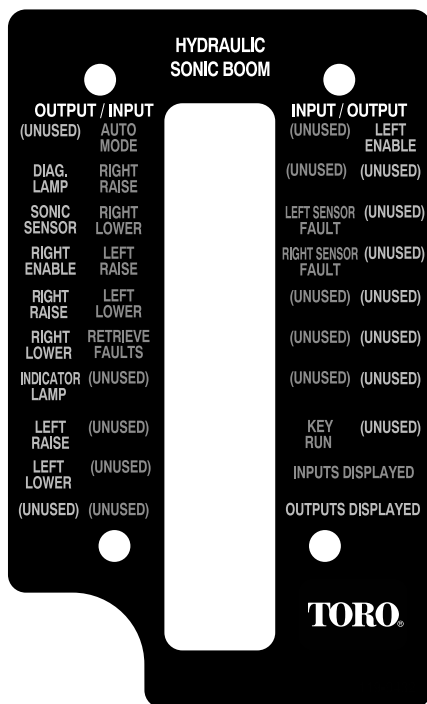 HYDRAULIC
SONIC BOOM
OUTPUT / INPUT
(UNUSED) AUTO
MODE
DIAG. RIGHT
LAMP RAISE
SONIC RIGHT
SENSOR LOWER
RIGHT LEFT
ENABLE RAISE
RIGHT LEFT
RAISE LOWER
RIGHT RETRIEVE
LOWER FAULTS
INDICATOR (UNUSED)
LAMP
LEFT (UNUSED)
RAISE
LEFT (UNUSED)
LOWER
(UNUSED) (UNUSED)
INPUT / OUTPUT
(UNUSED) LEFT
ENABLE
(UNUSED) (UNUSED)
LEFT SENSOR (UNUSED)
FAULT
RIGHT SENSOR (UNUSED)
FAULT
(UNUSED) (UNUSED)
(UNUSED) (UNUSED)
(UNUSED) (UNUSED)
KEY (UNUSED)
RUN
INPUTS DISPLAYED
OUTPUTS DISPLAYED
TORO®